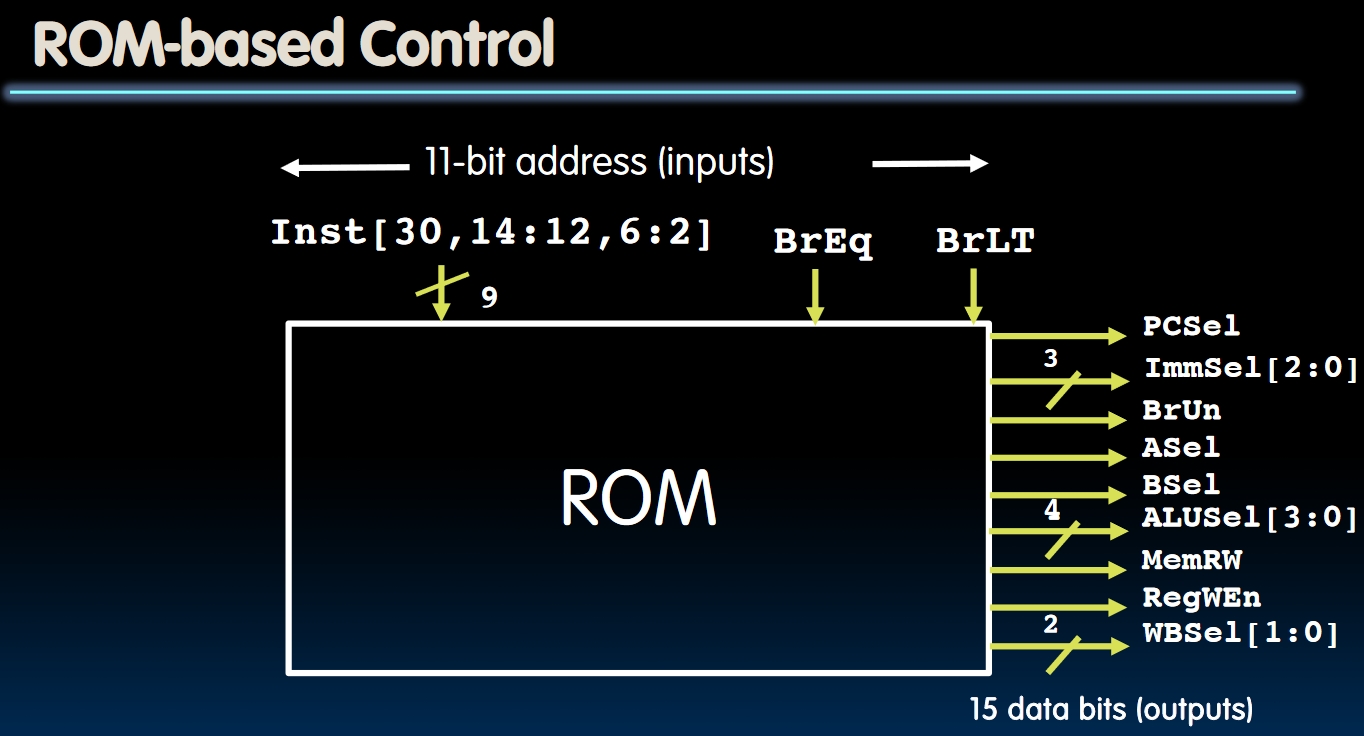 ROM-based Control
11-bit address (inputs)
Inst[30,14:12,6:2]
BrEq
BrLT
9
PCSel
3
ImmSel[2:0]
BrUn
ASel
BSel
4
ALUSel[3:0]
MemRW
RegWEn
2
WBSel[1:0]
ROM
15 data bits (outputs)